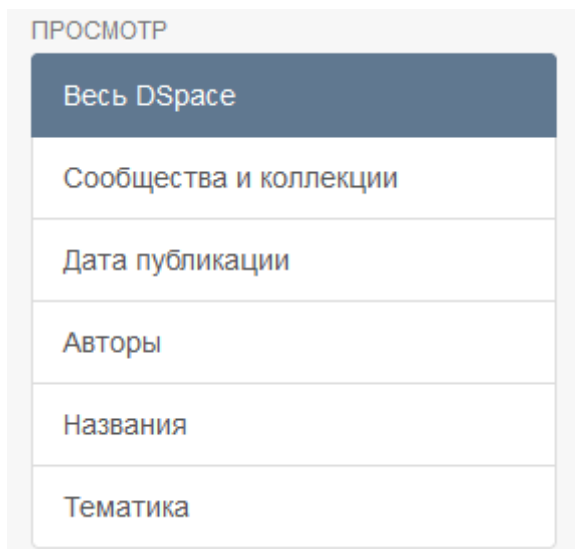 ПРОСМОТР
Весь DSpace
Сообщества и коллекции
Дата публикации
Авторы
Названия
Тематика